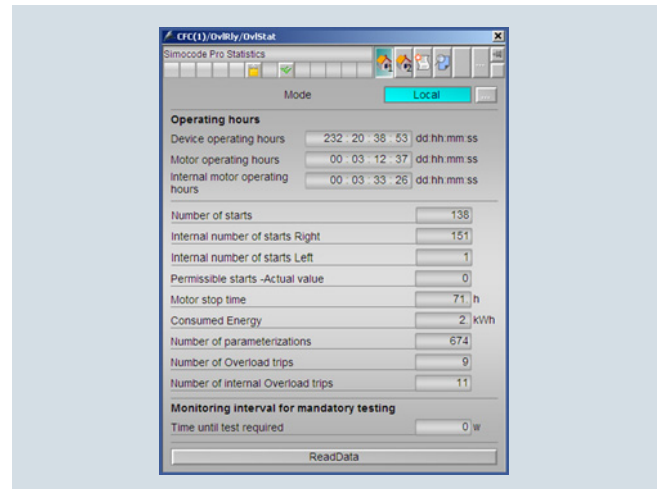 CFC(1)/OvlRly/OvlStat
Simocode Pro Statistics
Mode Local ...
Operating hours
Device operating hours 232 : 20 : 38 : 53 dd:hh:mm:ss
Motor operating hours 00 : 03 : 12 : 37 dd:hh:mm:ss
Internal motor operating hours 00 : 03 : 33 : 26 dd:hh:mm:ss
Number of starts 138
Internal number of starts Right 151
Internal number of starts Left 1
Permissible starts -Actual value 0
Motor stop time 71. h
Consumed Energy 2. kWh
Number of parameterizations 674
Number of Overload trips 9
Number of internal Overload trips 11
Monitoring interval for mandatory testing
Time until test required 0 w
ReadData